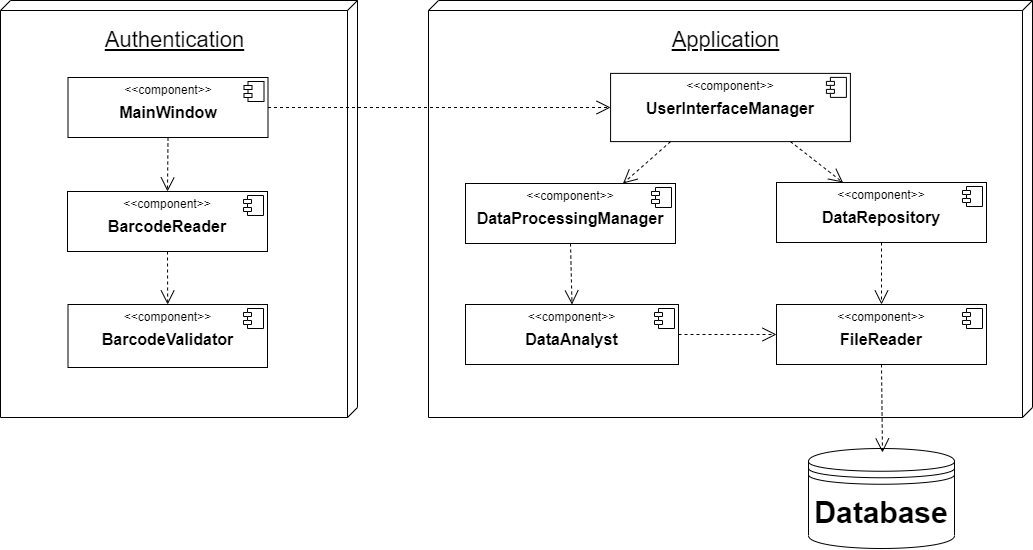 Authentication
<<component>>
MainWindow
<<component>>
BarcodeReader
<<component>>
BarcodeValidator
Application
<<component>>
UserInterfaceManager
<<component>>
DataProcessingManager
<<component>>
DataRepository
<<component>>
DataAnalyst
<<component>>
FileReader
Database